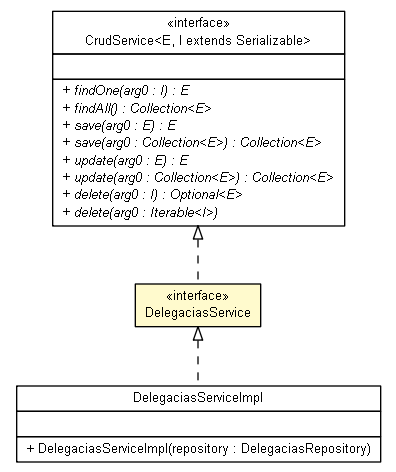 «interface»
CrudService<E, I extends Serializable>
+ findOne(arg0 : I) : E
+ findAll() : Collection<E>
+ save(arg0 : E) : E
+ save(arg0 : Collection<E>) : Collection<E>
+ update(arg0 : E) : E
+ update(arg0 : Collection<E>) : Collection<E>
+ delete(arg0 : I) : Optional<E>
+ delete(arg0 : Iterable<I>)
«interface»
DelegaciasService
DelegaciasServiceImpl
+ DelegaciasServiceImpl(repository : DelegaciasRepository)